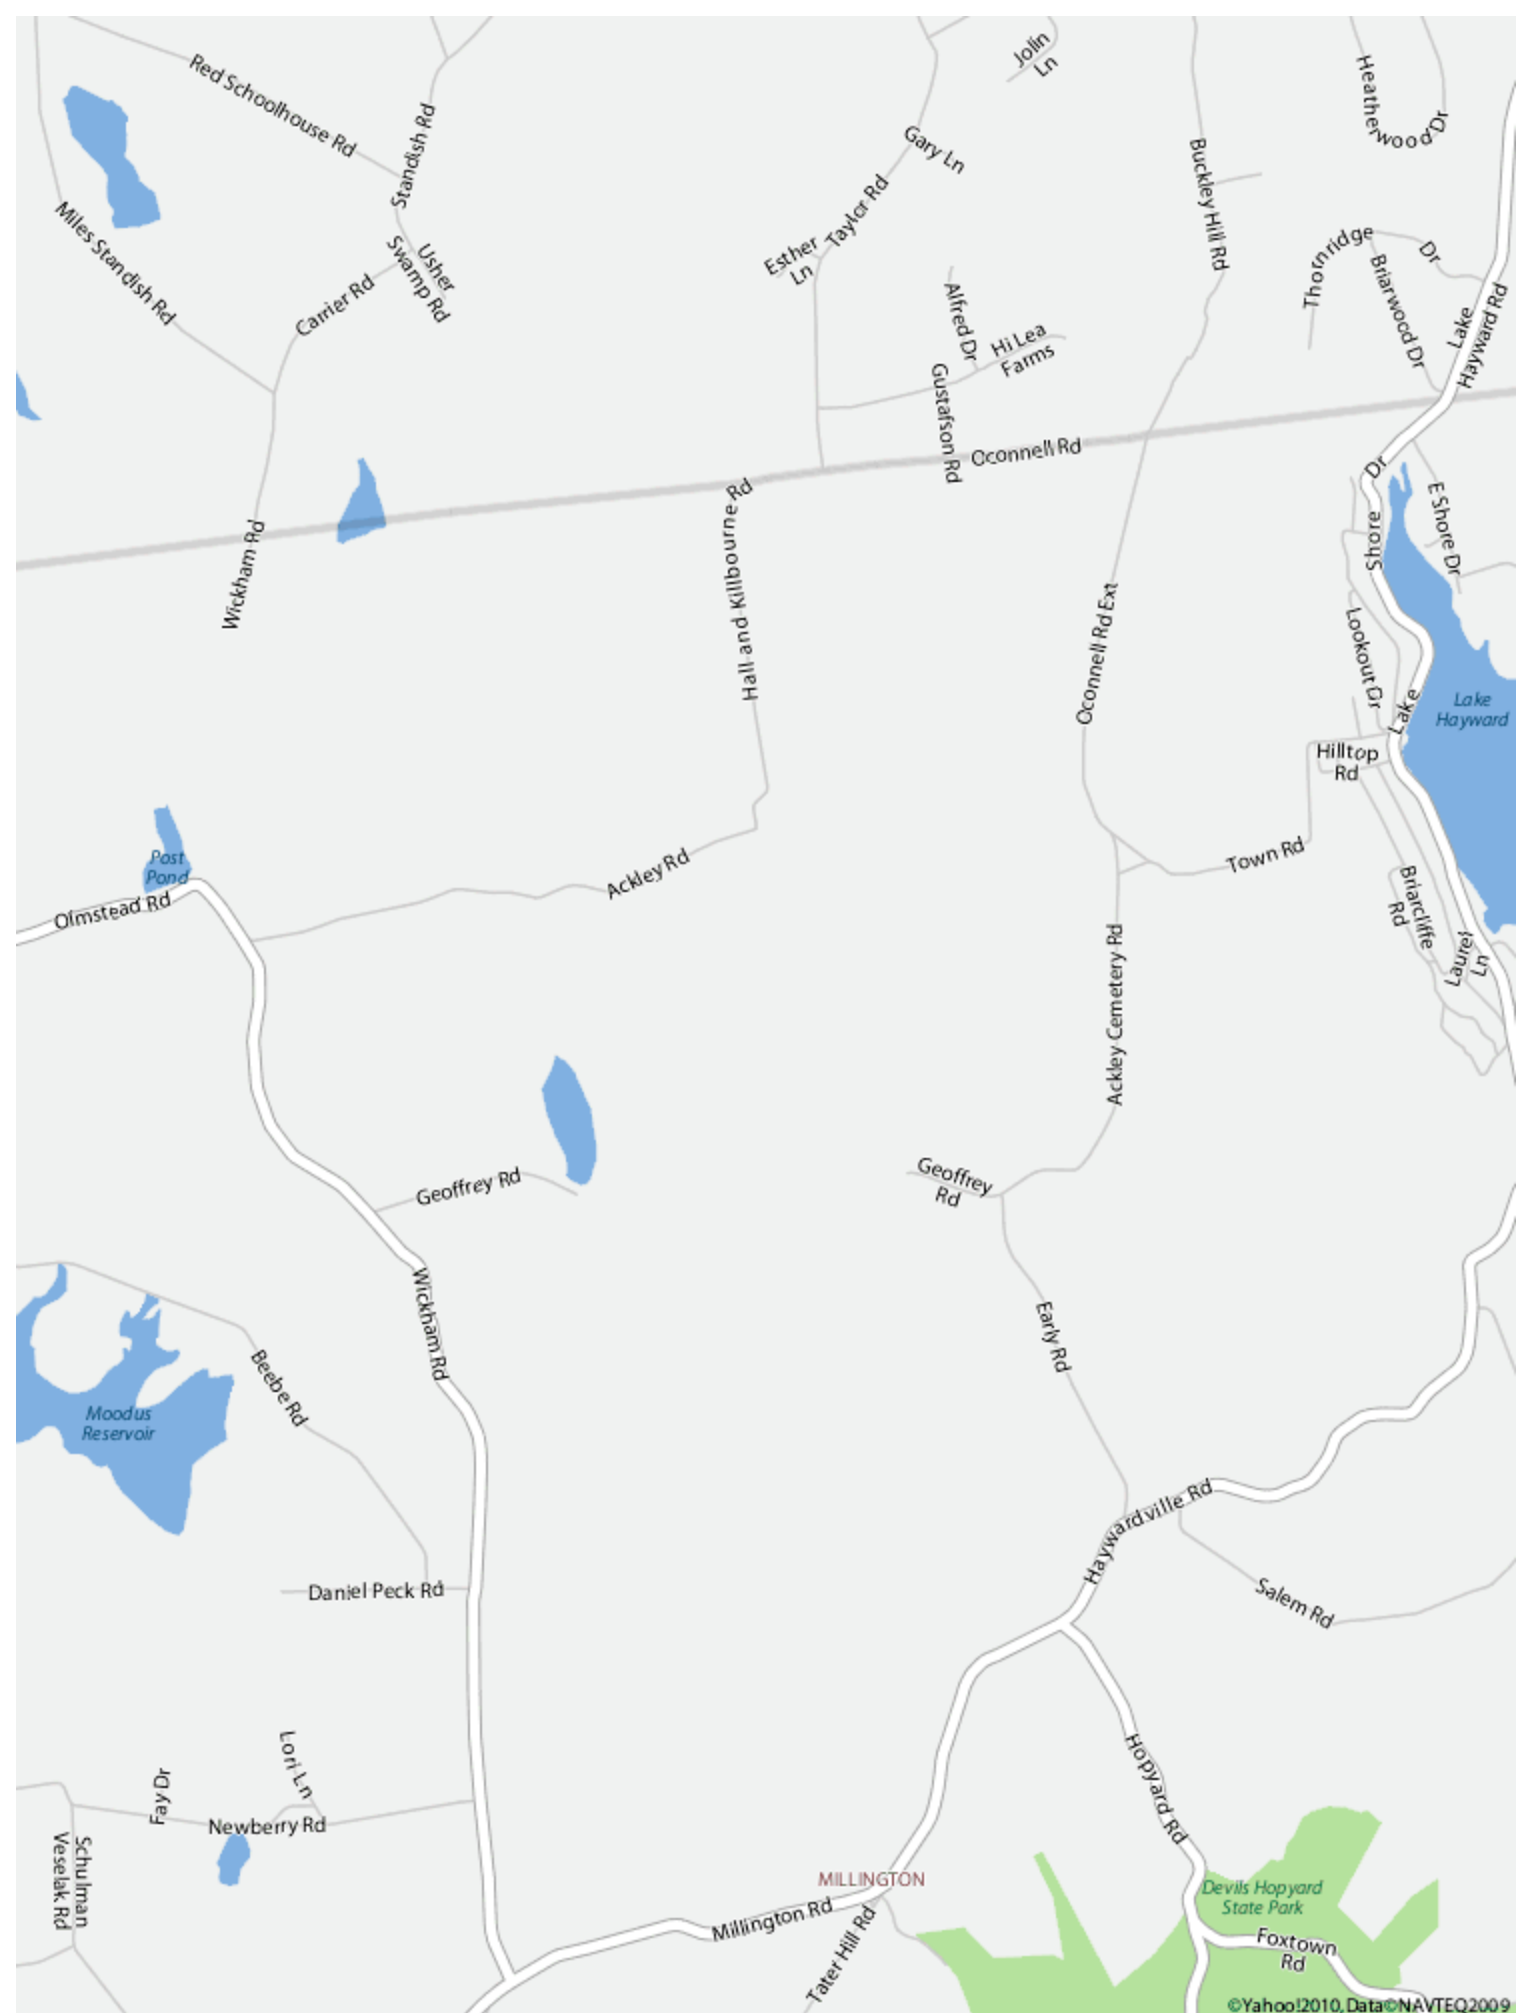 Jolin
Ln
Red Schoolhouse Rd
Standish Rd
Heatherwood Dr
Gary Ln
Buckley Hill Rd
Taylor Rd
Miles Standish Rd
Usher
Swamp Rd
Esther
Ln
Thornridge Dr
Briarwood Dr
Carrier Rd
Alfred Dr
Hi Lea
Farms
Lake
Hayward Rd
Gustafson Rd
Oconnell Rd
Lake Shore Dr
E Shore Dr
Wickham Rd
Hall and Killbourne Rd
Oconnell Rd Ext
Lookout Dr
Lake
Hayward
Hilltop
Rd
Post
Pond
Olmstead Rd
Ackley Rd
Town Rd
Briarcliffe
Rd
Laurel
Ln
Ackley Cemetery Rd
Geoffrey Rd
Geoffrey
Rd
Wickham Rd
Early Rd
Beebe Rd
Moodus
Reservoir
Haywardville Rd
Daniel Peck Rd
Salem Rd
Lori Ln
Fay Dr
Newberry Rd
Hopyard Rd
Schulman
Veselak Rd
MILLINGTON
Millington Rd
Tater Hill Rd
Devils Hopyard
State Park
Foxtown
Rd
©Yahoo!2010, Data©NAVTEQ2009